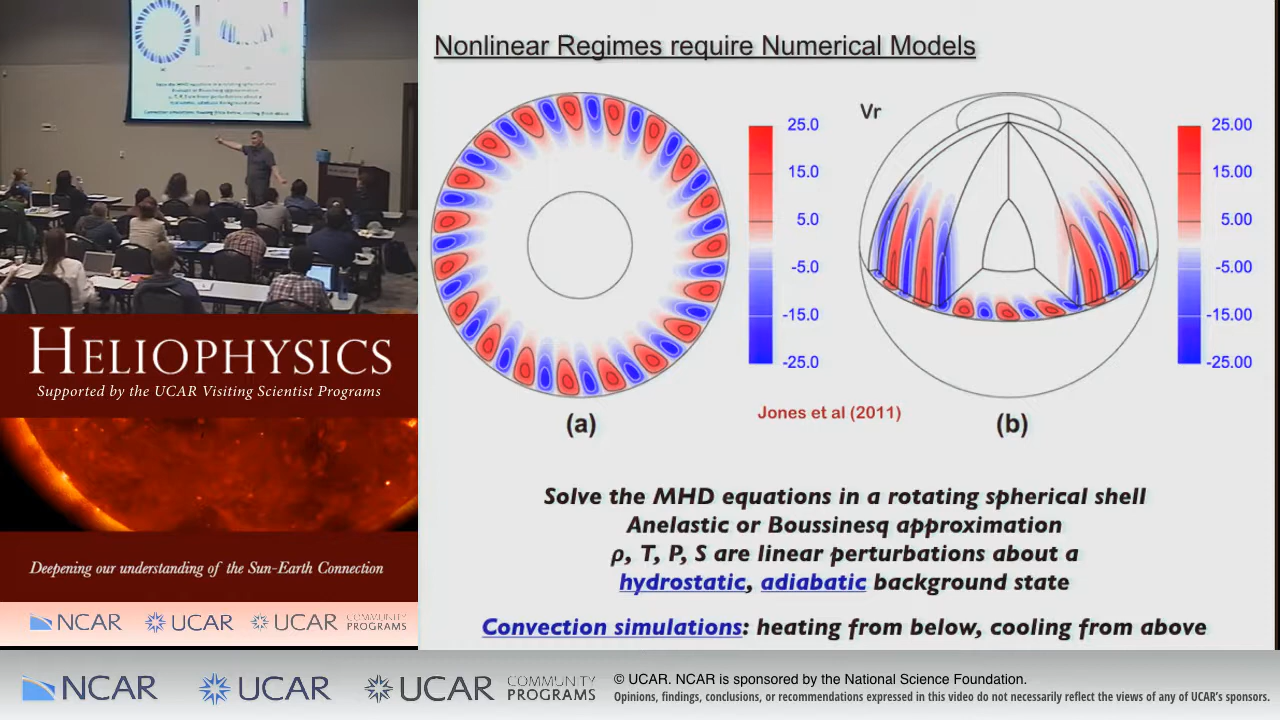 Nonlinear Regimes require Numerical Models
Vr
25.0
15.0
5.0
-5.0
-15.0
-25.0
25.00
15.00
5.00
-5.00
-15.00
-25.00
(a)
Jones et al (2011)
(b)
Solve the MHD equations in a rotating spherical shell
Anelastic or Boussinesq approximation
ρ, T, P, S are linear perturbations about a
hydrostatic, adiabatic background state
Convection simulations: heating from below, cooling from above
HELIOPHYSICS
Supported by the UCAR Visiting Scientist Programs
Deepening our understanding of the Sun-Earth Connection
NCAR UCAR UCAR COMMUNITY PROGRAMS
NCAR UCAR UCAR COMMUNITY PROGRAMS
© UCAR. NCAR is sponsored by the National Science Foundation.
Opinions, findings, conclusions, or recommendations expressed in this video do not necessarily reflect the views of any of UCAR's sponsors.